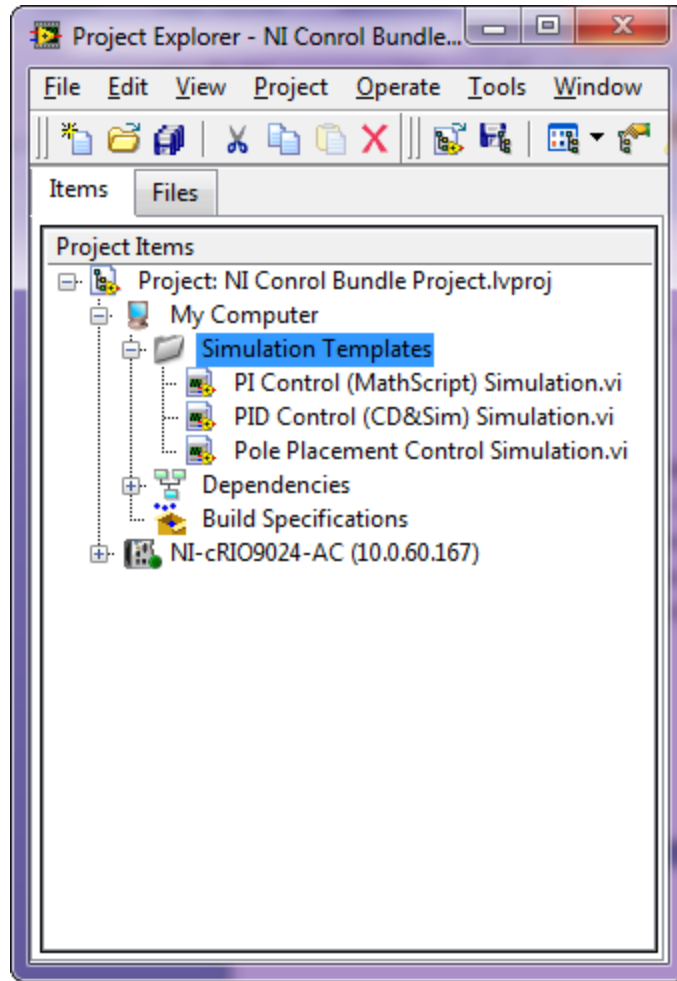 Project Explorer - NI Conrol Bundle...
File Edit View Project Operate Tools Window
Items Files
Project Items
Project: NI Conrol Bundle Project.lvproj
My Computer
Simulation Templates
PI Control (MathScript) Simulation.vi
PID Control (CD&Sim) Simulation.vi
Pole Placement Control Simulation.vi
Dependencies
Build Specifications
NI-cRIO9024-AC (10.0.60.167)